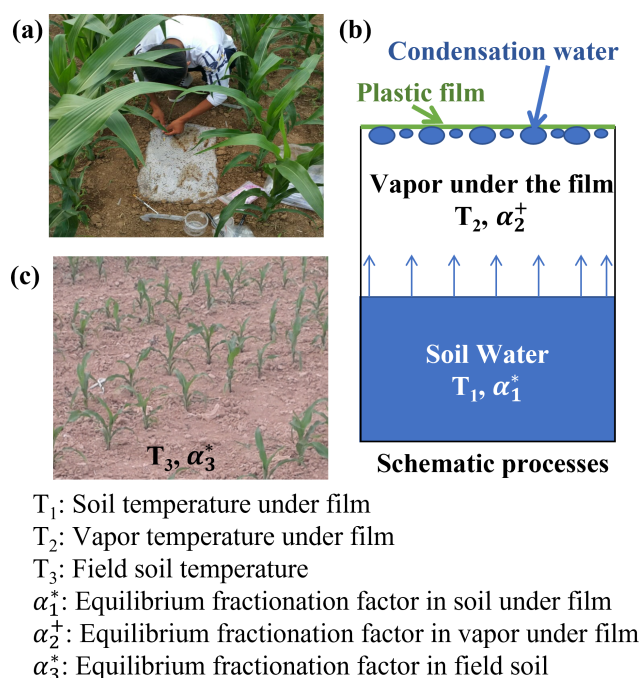 (a)
(b)
Condensation water
Plastic film
Vapor under the film
T₂, α₂⁺
(c)
Soil Water
T₁, α₁*
T₃, α₃*
Schematic processes
T₁: Soil temperature under film
T₂: Vapor temperature under film
T₃: Field soil temperature
α₁*: Equilibrium fractionation factor in soil under film
α₂⁺: Equilibrium fractionation factor in vapor under film
α₃*: Equilibrium fractionation factor in field soil